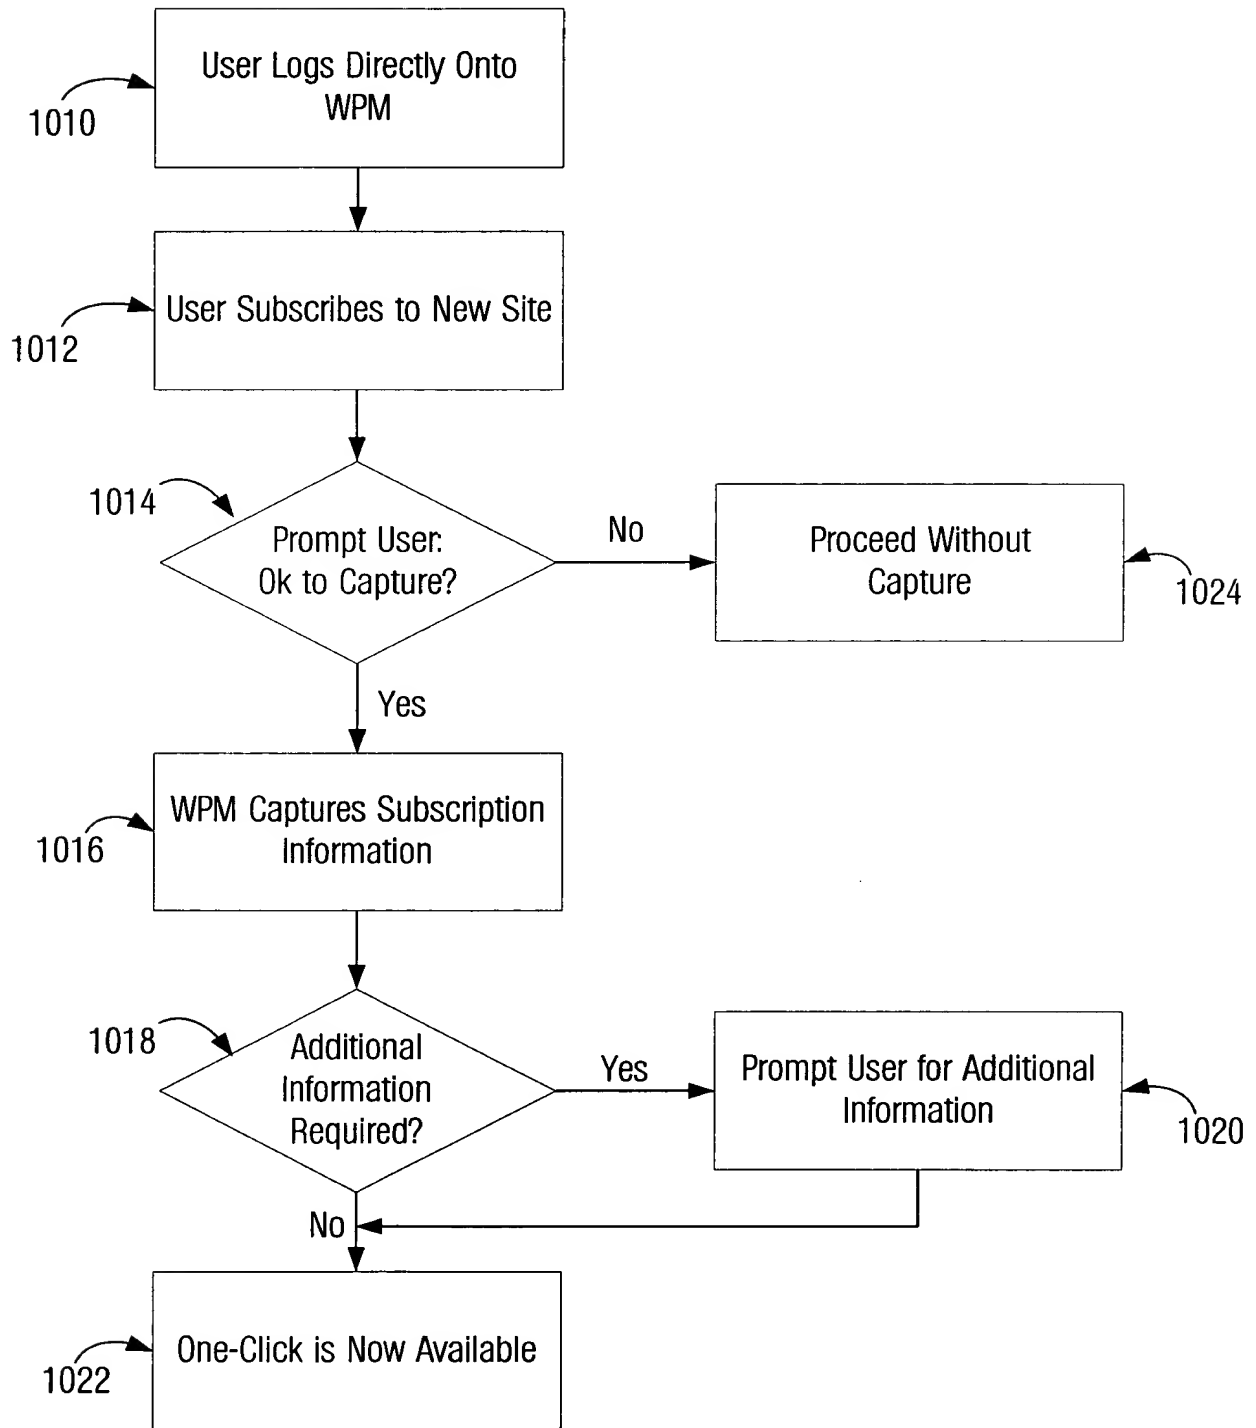 User Logs Directly Onto
WPM
1010
User Subscribes to New Site
1012
1014
Prompt User:
Ok to Capture?
No
Proceed Without
Capture
1024
Yes
WPM Captures Subscription
Information
1016
1018
Additional
Information
Required?
Yes
Prompt User for Additional
Information
1020
No
One-Click is Now Available
1022